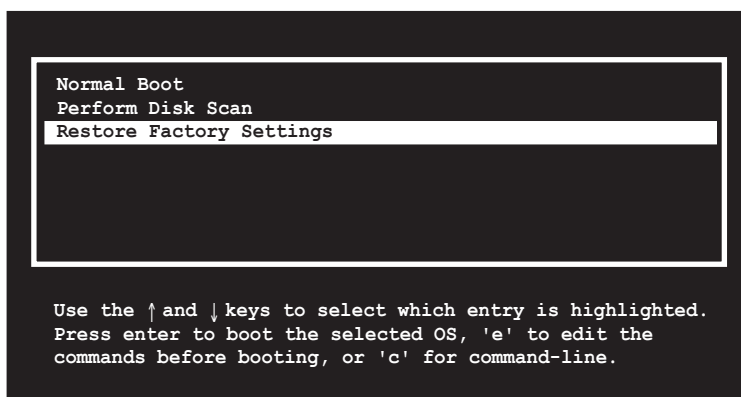 Normal Boot
Perform Disk Scan
Restore Factory Settings
Use the ↑ and ↓ keys to select which entry is highlighted.
Press enter to boot the selected OS, 'e' to edit the
commands before booting, or 'c' for command-line.